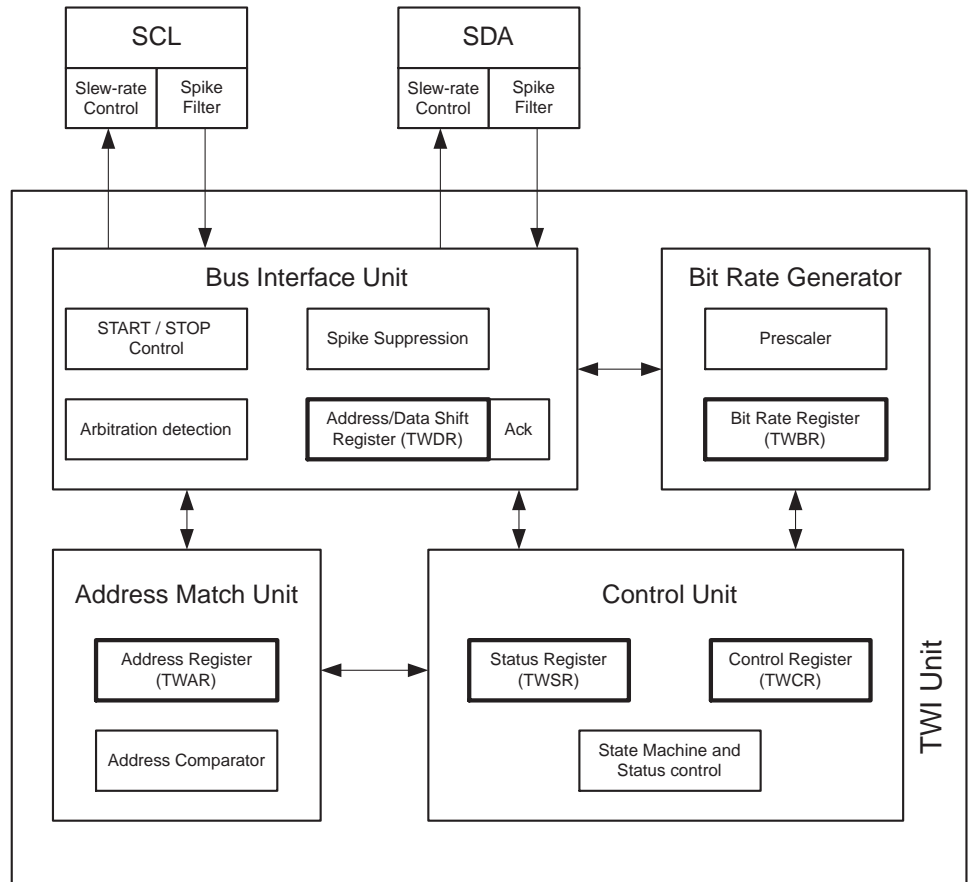 SCL
Slew-rate
Control
Spike
Filter
SDA
Slew-rate
Control
Spike
Filter
Bus Interface Unit
START / STOP
Control
Spike Suppression
Arbitration detection
Address/Data Shift
Register (TWDR)
Ack
Bit Rate Generator
Prescaler
Bit Rate Register
(TWBR)
Address Match Unit
Address Register
(TWAR)
Address Comparator
Control Unit
Status Register
(TWSR)
Control Register
(TWCR)
State Machine and
Status control
TWI Unit